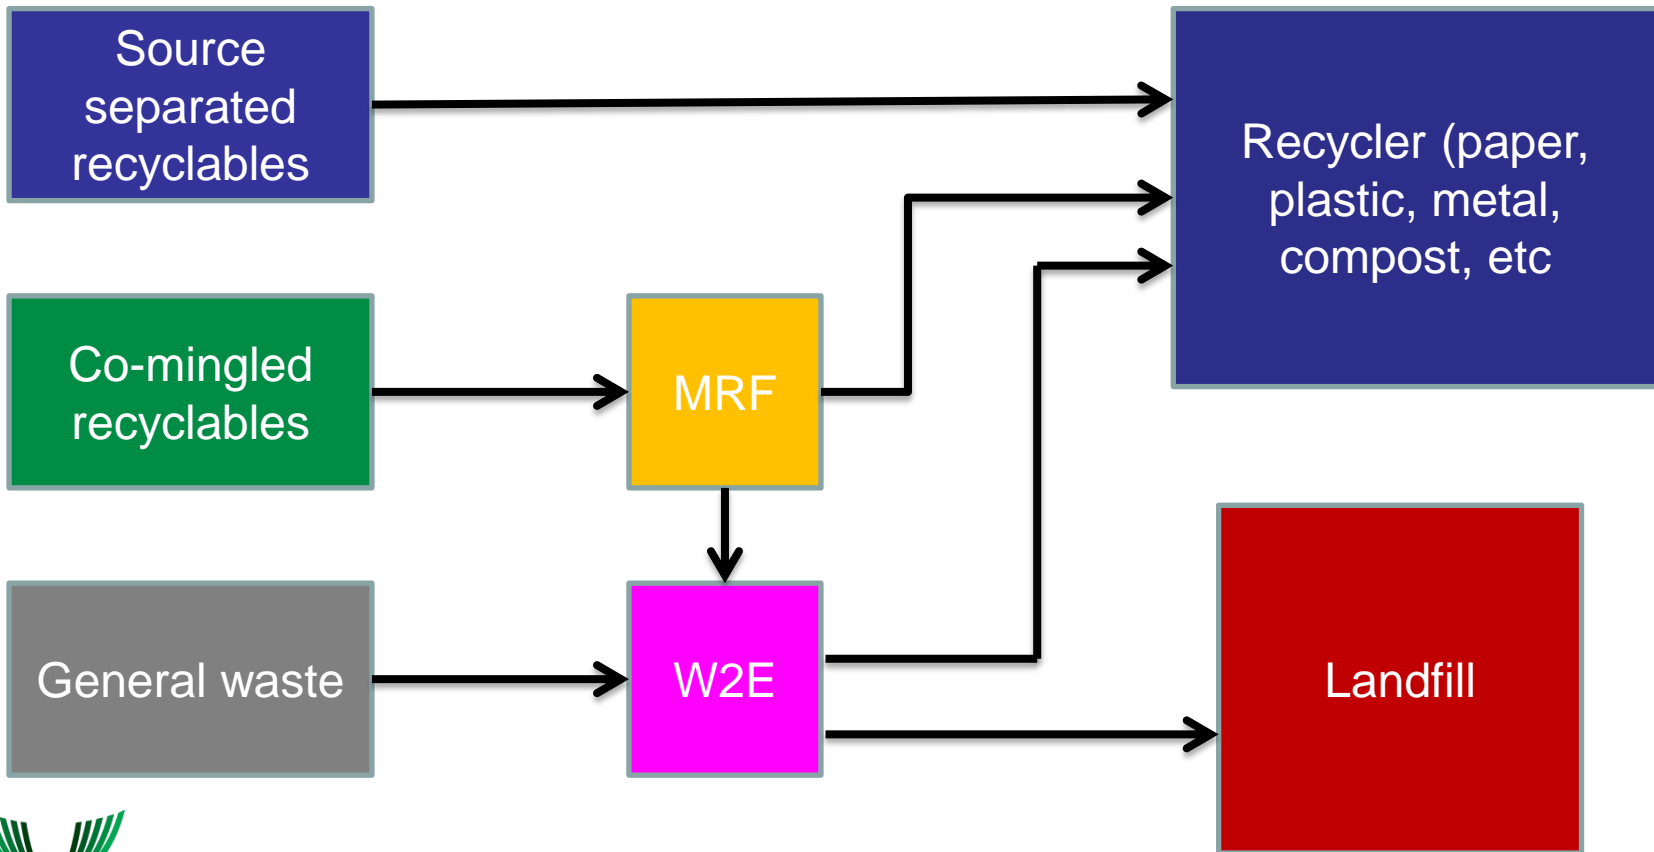 Source
separated
recyclables
Recycler (paper,
plastic, metal,
compost, etc
Co-mingled
recyclables
MRF
General waste
W2E
Landfill